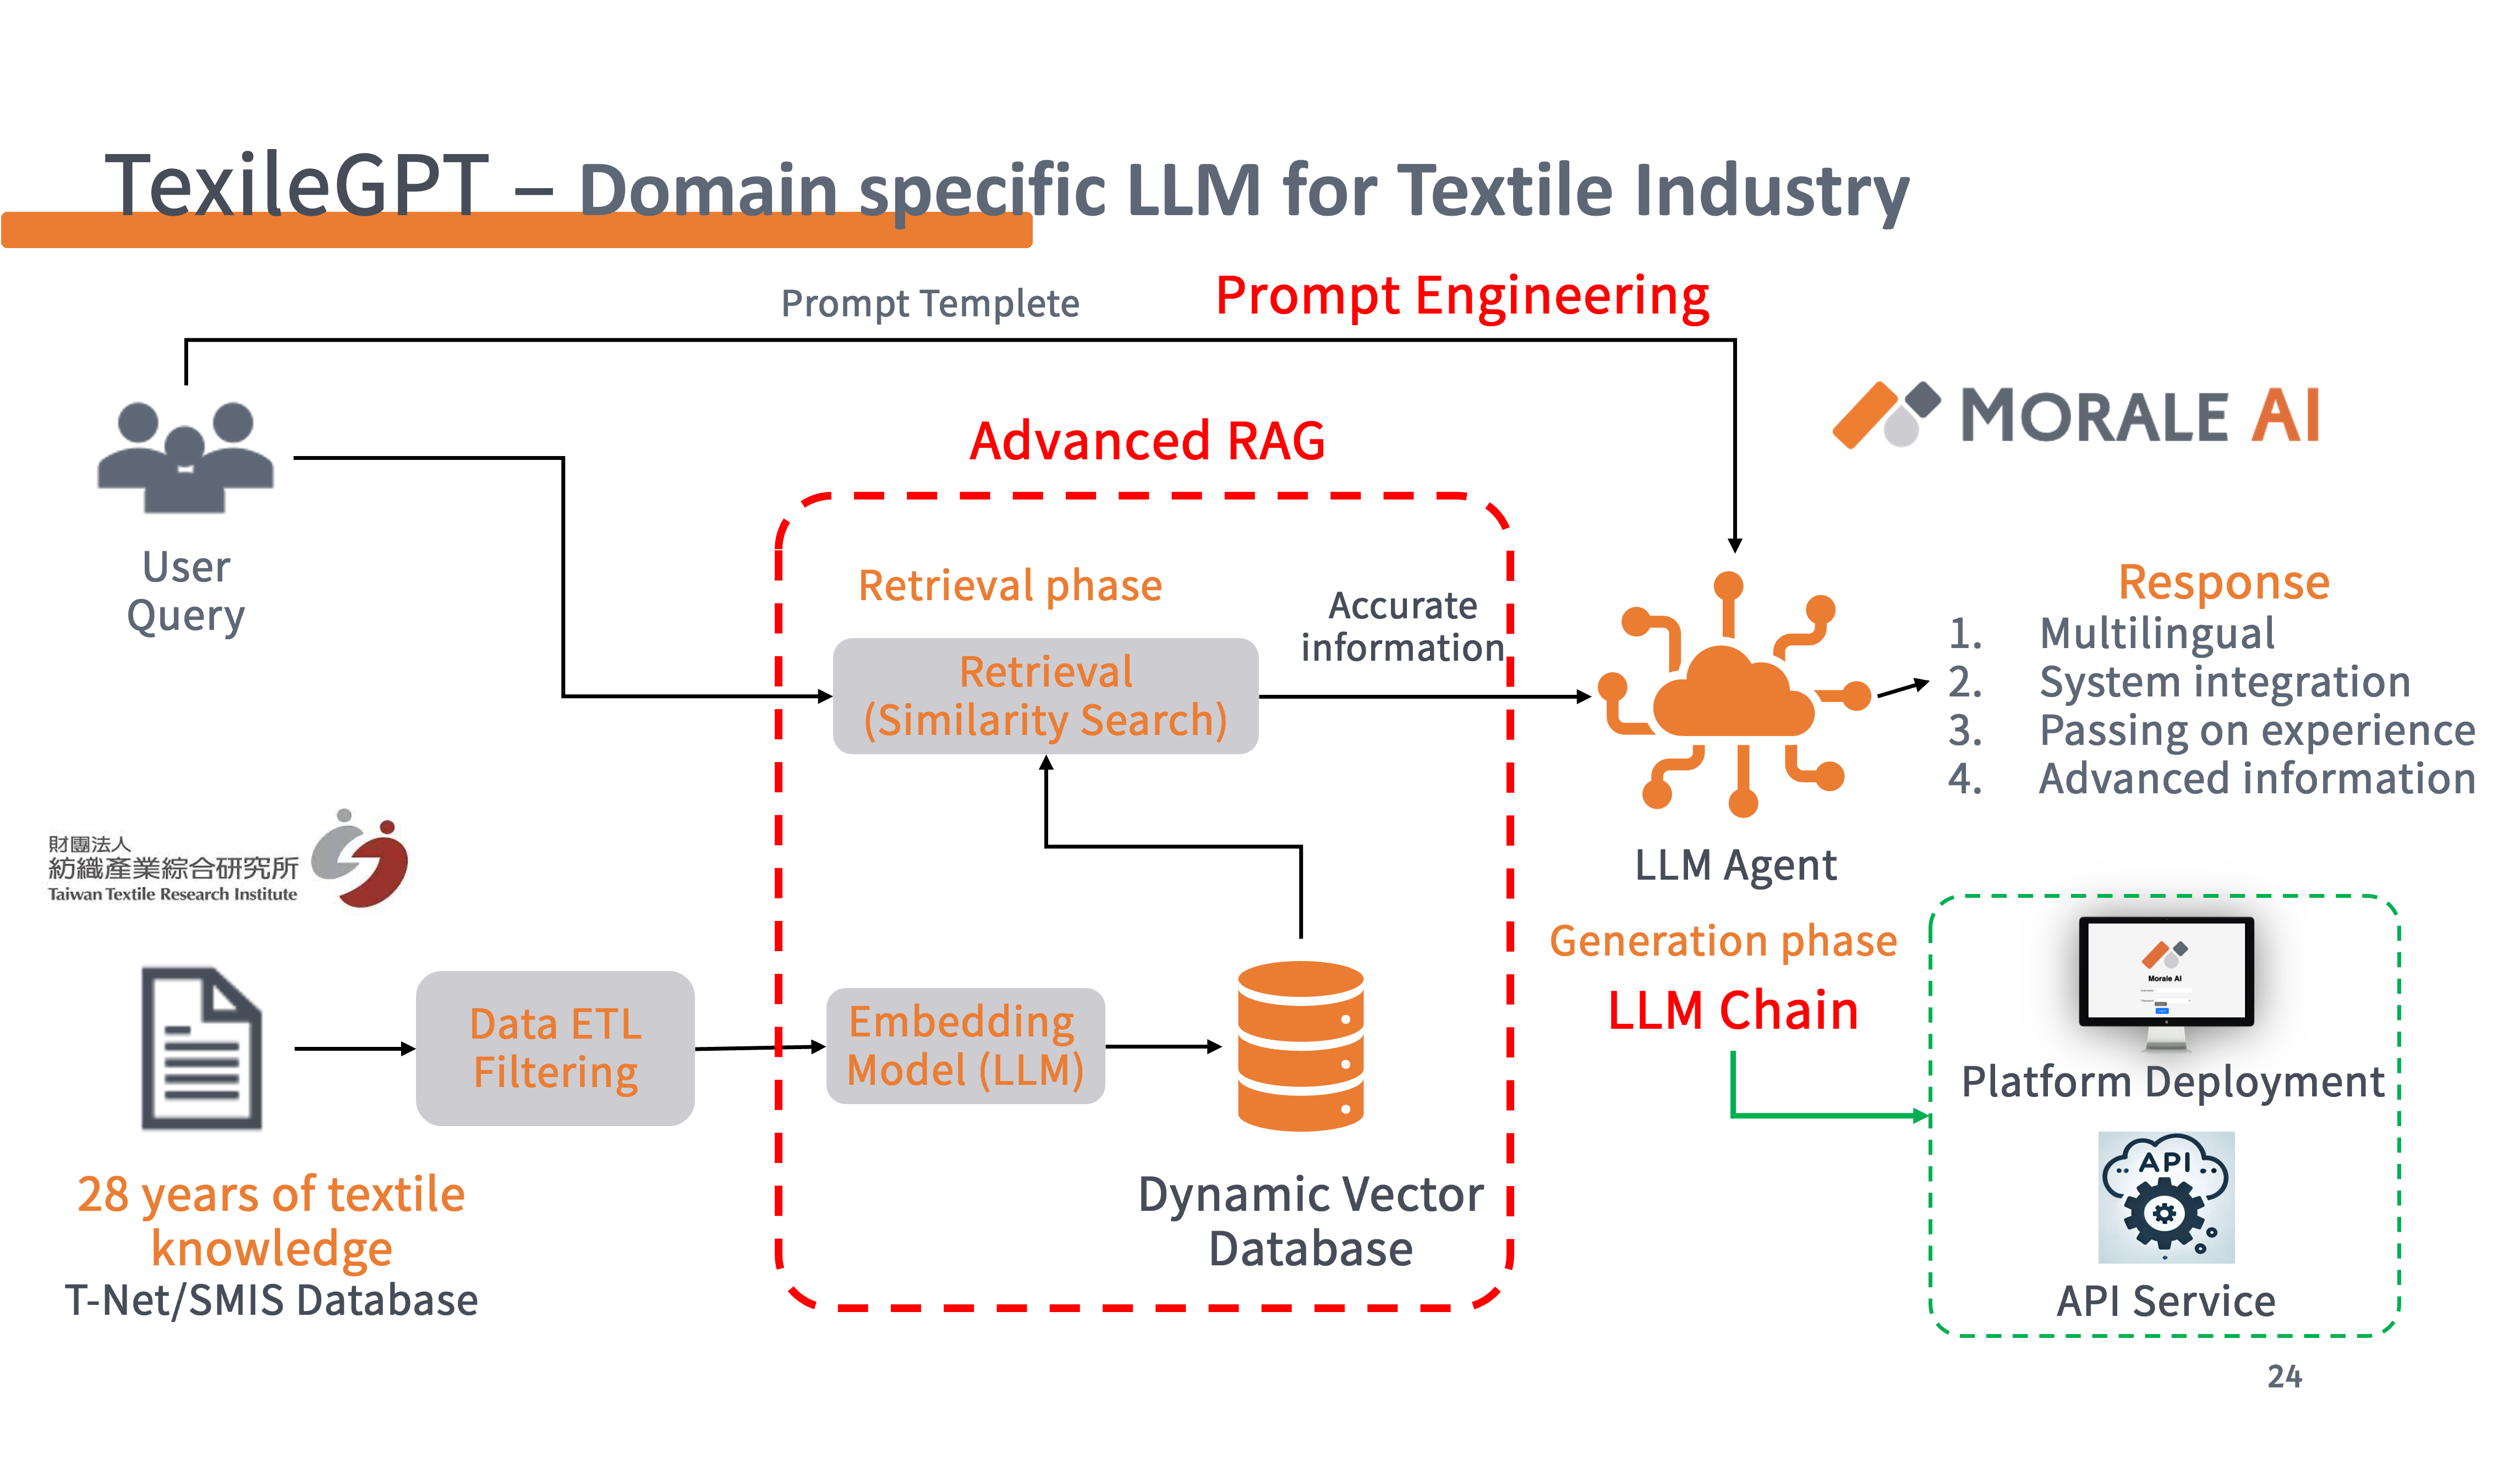 TexileGPT – Domain specific LLM for Textile Industry
Prompt Templete
Prompt Engineering
MORALE AI
Advanced RAG
User
Query
Retrieval phase
Retrieval
(Similarity Search)
Accurate
information
Response
1. Multilingual
2. System integration
3. Passing on experience
4. Advanced information
財團法人
紡織產業綜合研究所
Taiwan Textile Research Institute
LLM Agent
Generation phase
LLM Chain
Data ETL
Filtering
Embedding
Model (LLM)
Morale AI
Platform Deployment
API
API Service
28 years of textile
knowledge
T-Net/SMIS Database
Dynamic Vector
Database
24